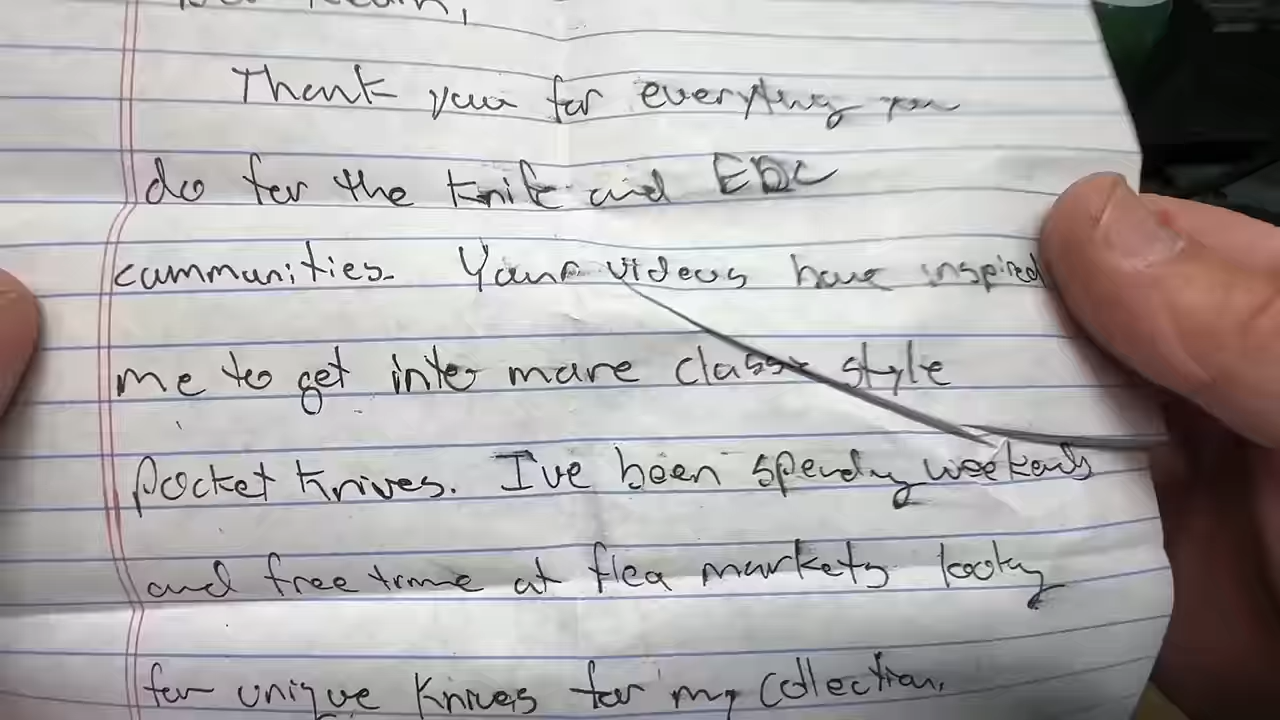 Thank you for everything you
do for the knife and EDC
communities. Your videos have inspired
me to get into more classic style
pocket knives. I've been spending weekends
and free time at flea markets looking
for unique knives for my collection.